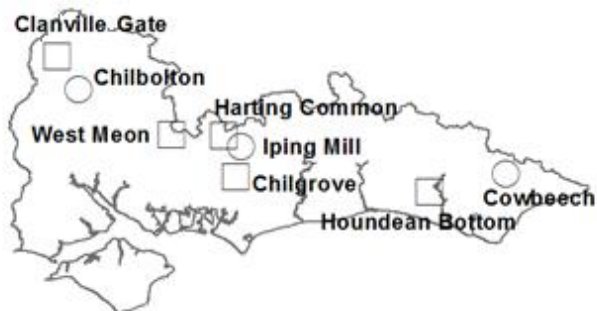 Clanville Gate
Chilbolton
Harting Common
West Meon
Iping Mill
Chilgrove
Cowbeech
Houndean Bottom